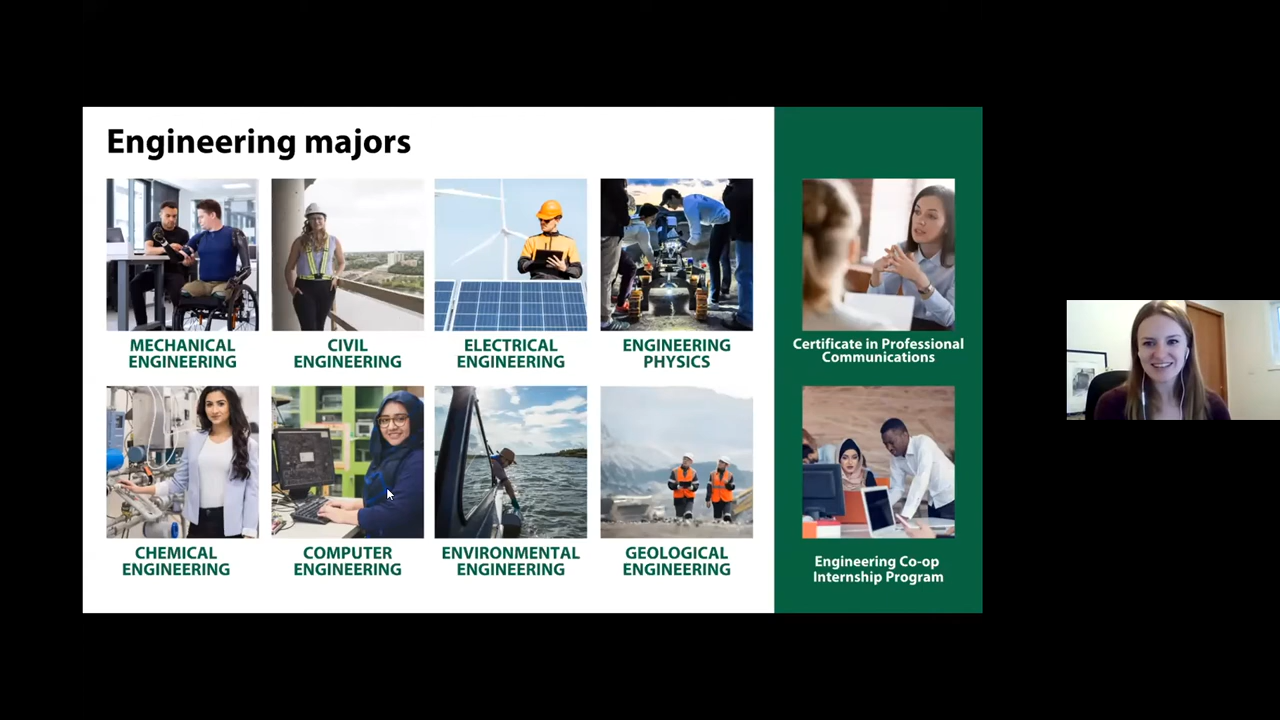 Engineering majors
MECHANICAL
ENGINEERING
CIVIL
ENGINEERING
ELECTRICAL
ENGINEERING
ENGINEERING
PHYSICS
Certificate in Professional
Communications
CHEMICAL
ENGINEERING
COMPUTER
ENGINEERING
ENVIRONMENTAL
ENGINEERING
GEOLOGICAL
ENGINEERING
Engineering Co-op
Internship Program